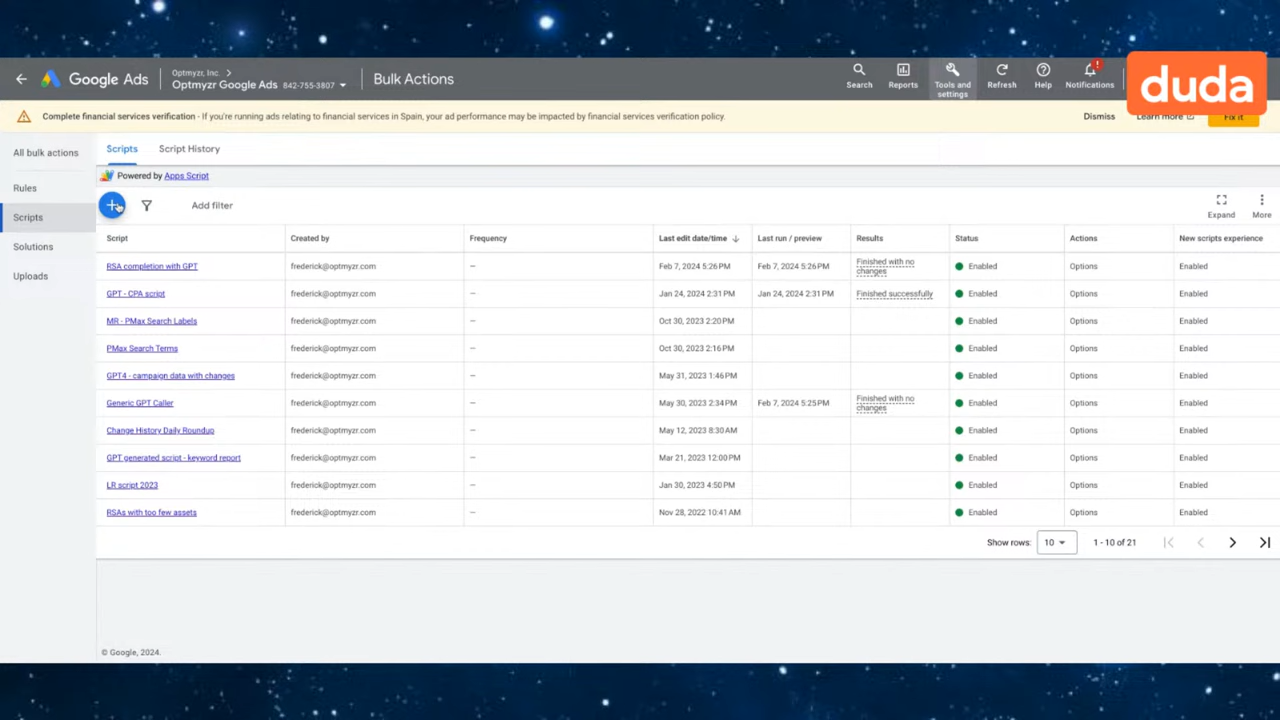 Google Ads
Optmyzr, Inc.
Optmyzr Google Ads 842-755-3807
Bulk Actions
Search
Reports
Tools and settings
Refresh
Help
!
Notifications
duda
Complete financial services verification - If you're running ads relating to financial services in Spain, your ad performance may be impacted by financial services verification policy.
Dismiss
Learn more
Fix it
All bulk actions
Rules
Scripts
Solutions
Uploads
Scripts
Script History
Powered by Apps Script
Add filter
Expand
More
Script Created by Frequency Last edit date/time Last run / preview Results Status Actions New scripts experience
RSA completion with GPT frederick@optmyzr.com – Feb 7, 2024 5:26 PM Feb 7, 2024 5:26 PM Finished with no changes Enabled Options Enabled
GPT - CPA script frederick@optmyzr.com – Jan 24, 2024 2:31 PM Jan 24, 2024 2:31 PM Finished successfully Enabled Options Enabled
MR - PMax Search Labels frederick@optmyzr.com – Oct 30, 2023 2:20 PM Enabled Options Enabled
PMax Search Terms frederick@optmyzr.com – Oct 30, 2023 2:16 PM Enabled Options Enabled
GPT4 - campaign data with changes frederick@optmyzr.com – May 31, 2023 1:46 PM Enabled Options Enabled
Generic GPT Caller frederick@optmyzr.com – May 30, 2023 2:34 PM Feb 7, 2024 5:25 PM Finished with no changes Enabled Options Enabled
Change History Daily Roundup frederick@optmyzr.com – May 12, 2023 8:30 AM Enabled Options Enabled
GPT generated script - keyword report frederick@optmyzr.com – Mar 21, 2023 12:00 PM Enabled Options Enabled
LR script 2023 frederick@optmyzr.com – Jan 30, 2023 4:50 PM Enabled Options Enabled
RSAs with too few assets frederick@optmyzr.com – Nov 28, 2022 10:41 AM Enabled Options Enabled
Show rows: 10 1 - 10 of 21
© Google, 2024.